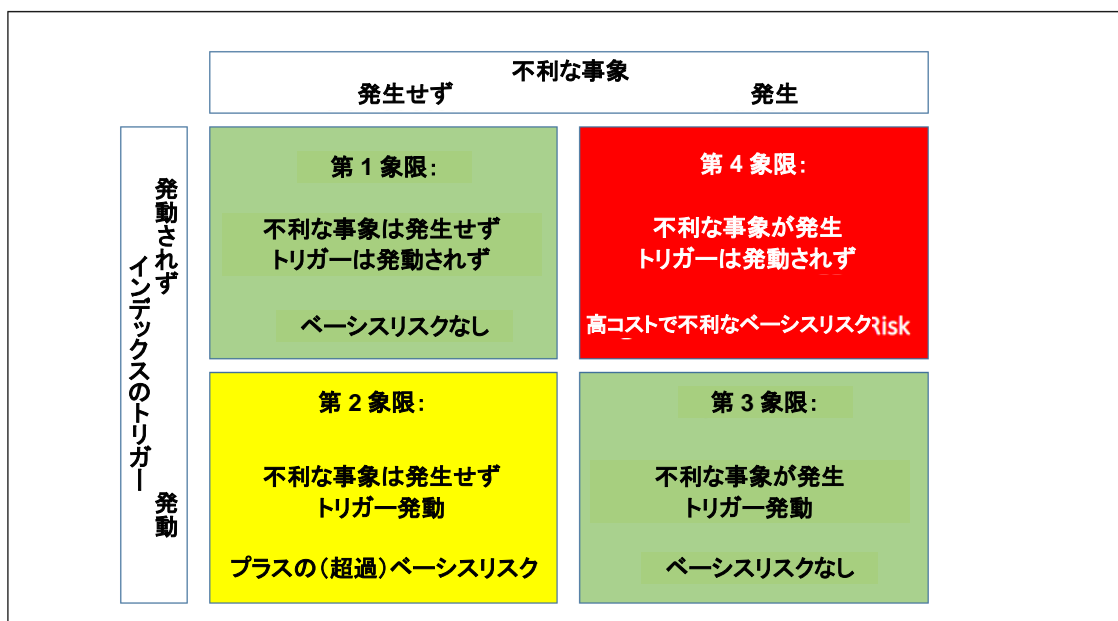 不利な事象
発生せず 発生
発動されず
インデックスのトリガー
発動
第 1 象限：
不利な事象は発生せず
トリガーは発動されず
ベーシスリスクなし
第 4 象限：
不利な事象が発生
トリガーは発動されず
高コストで不利なベーシスリスクRisk
第 2 象限：
不利な事象は発生せず
トリガー発動
プラスの（超過）ベーシスリスク
第 3 象限：
不利な事象が発生
トリガー発動
ベーシスリスクなし